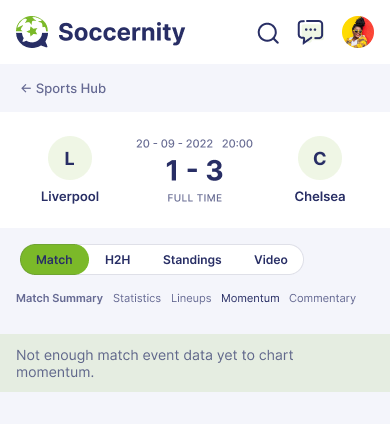 Soccernity
← Sports Hub
20 - 09 - 2022 20:00
L
1 - 3
C
Liverpool
FULL TIME
Chelsea
Match H2H Standings Video
Match Summary Statistics Lineups Momentum Commentary
Not enough match event data yet to chart
momentum.